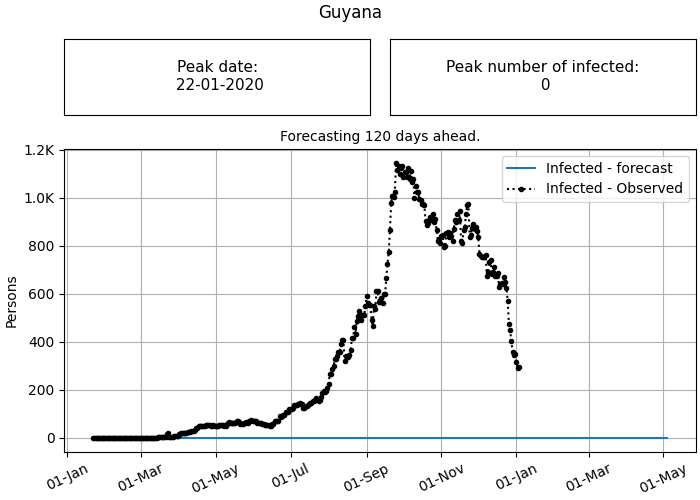 Guyana
Peak date:
22-01-2020
Peak number of infected:
0
Forecasting 120 days ahead.
Infected - forecast
Infected - Observed
1.2K
1.0K
800
600
400
200
0
Persons
01-Jan
01-Mar
01-May
01-Jul
01-Sep
01-Nov
01-Jan
01-Mar
01-May